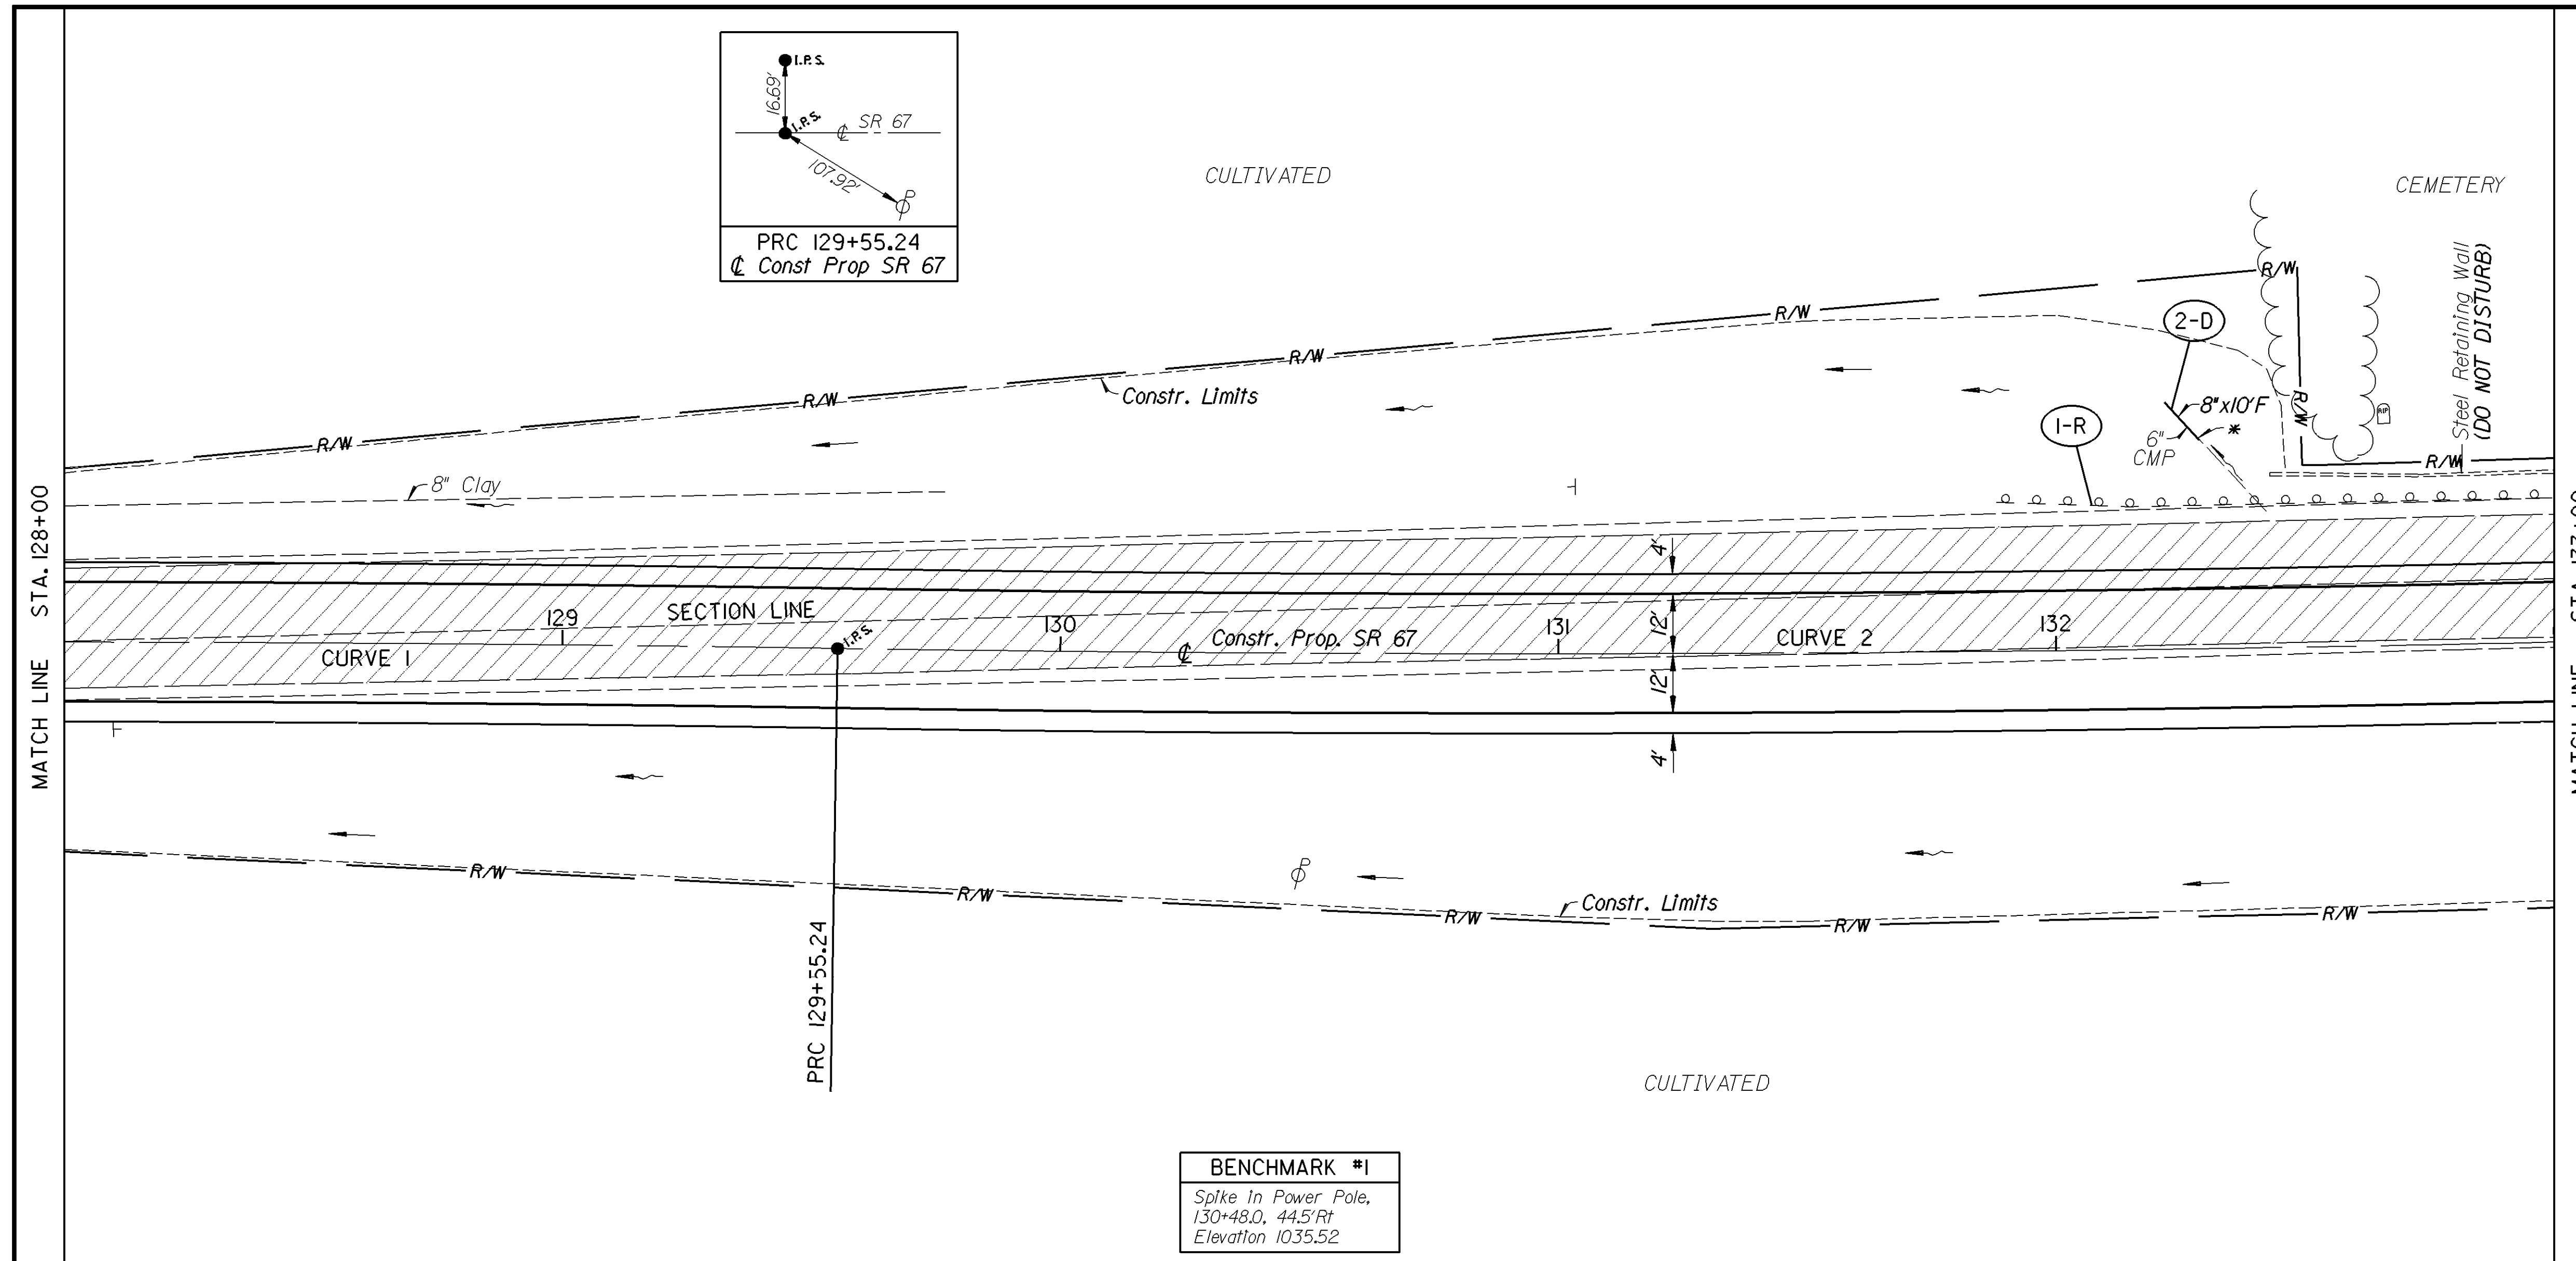 I.P.S.
16.69'
I.P.S.
℄ SR 67
107.92'
P
PRC 129+55.24
℄ Const Prop SR 67
CULTIVATED
CEMETERY
Steel Retaining Wall
(DO NOT DISTURB)
R/W
R/W
R/W
R/W
R/W
R/W
R/W
2-D
1-R
8"x10'F
*
6"
CMP
RIP
Constr. Limits
8" Clay
MATCH LINE STA. 128+00
4'
12'
12'
4'
SECTION LINE
129
130
131
132
I.P.S.
CURVE 1
℄ Constr. Prop. SR 67
CURVE 2
P
Constr. Limits
R/W
R/W
R/W
R/W
R/W
PRC 129+55.24
CULTIVATED
BENCHMARK #1
Spike in Power Pole,
130+48.0, 44.5'Rt
Elevation 1035.52